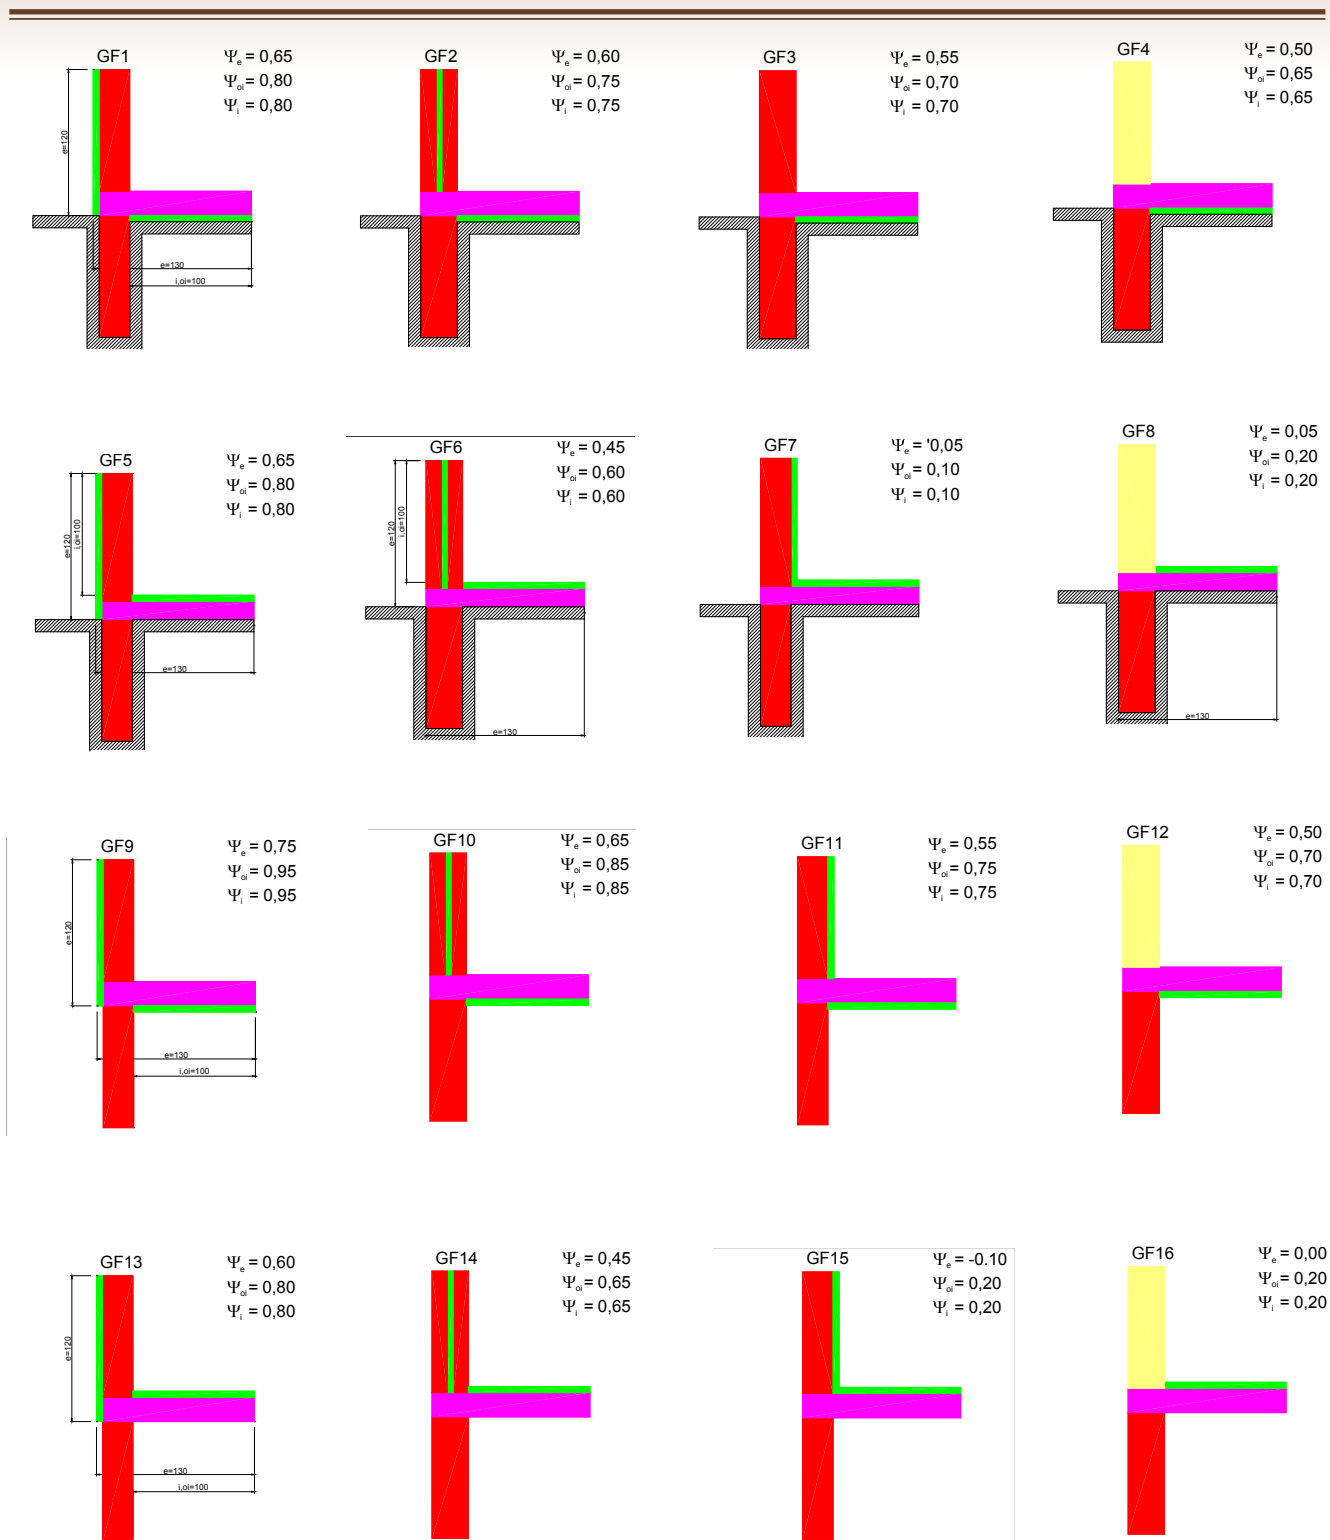 GF1
Ψe = 0,65
Ψoi = 0,80
Ψi = 0,80
e=120
e=130
i,oi=100
GF2
Ψe = 0,60
Ψoi = 0,75
Ψi = 0,75
GF3
Ψe = 0,55
Ψoi = 0,70
Ψi = 0,70
GF4
Ψe = 0,50
Ψoi = 0,65
Ψi = 0,65
GF5
Ψe = 0,65
Ψoi = 0,80
Ψi = 0,80
e=120
i,oi=100
e=130
GF6
Ψe = 0,45
Ψoi = 0,60
Ψi = 0,60
e=120
i,oi=100
e=130
GF7
Ψe = '0,05
Ψoi = 0,10
Ψi = 0,10
GF8
Ψe = 0,05
Ψoi = 0,20
Ψi = 0,20
e=130
GF9
Ψe = 0,75
Ψoi = 0,95
Ψi = 0,95
e=120
e=130
i,oi=100
GF10
Ψe = 0,65
Ψoi = 0,85
Ψi = 0,85
GF11
Ψe = 0,55
Ψoi = 0,75
Ψi = 0,75
GF12
Ψe = 0,50
Ψoi = 0,70
Ψi = 0,70
GF13
Ψe = 0,60
Ψoi = 0,80
Ψi = 0,80
e=120
e=130
i,oi=100
GF14
Ψe = 0,45
Ψoi = 0,65
Ψi = 0,65
GF15
Ψe = -0.10
Ψoi = 0,20
Ψi = 0,20
GF16
Ψe = 0,00
Ψoi = 0,20
Ψi = 0,20